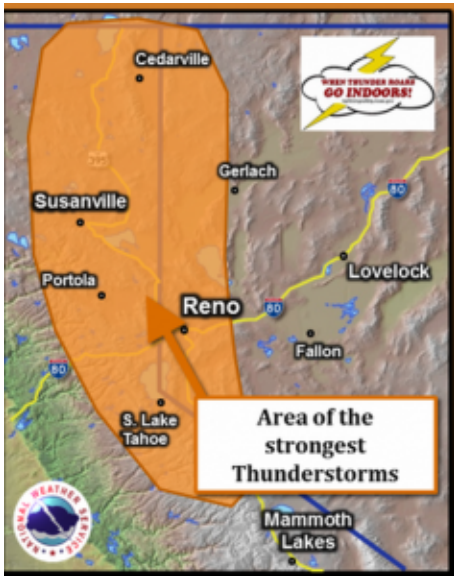 Cedarville
WHEN THUNDER ROARS
GO INDOORS!
395
Gerlach
80
Susanville
Lovelock
Portola
Reno
80
Fallon
80
S. Lake
Tahoe
Area of the
strongest
Thunderstorms
NATIONAL WEATHER SERVICE
Mammoth
Lakes